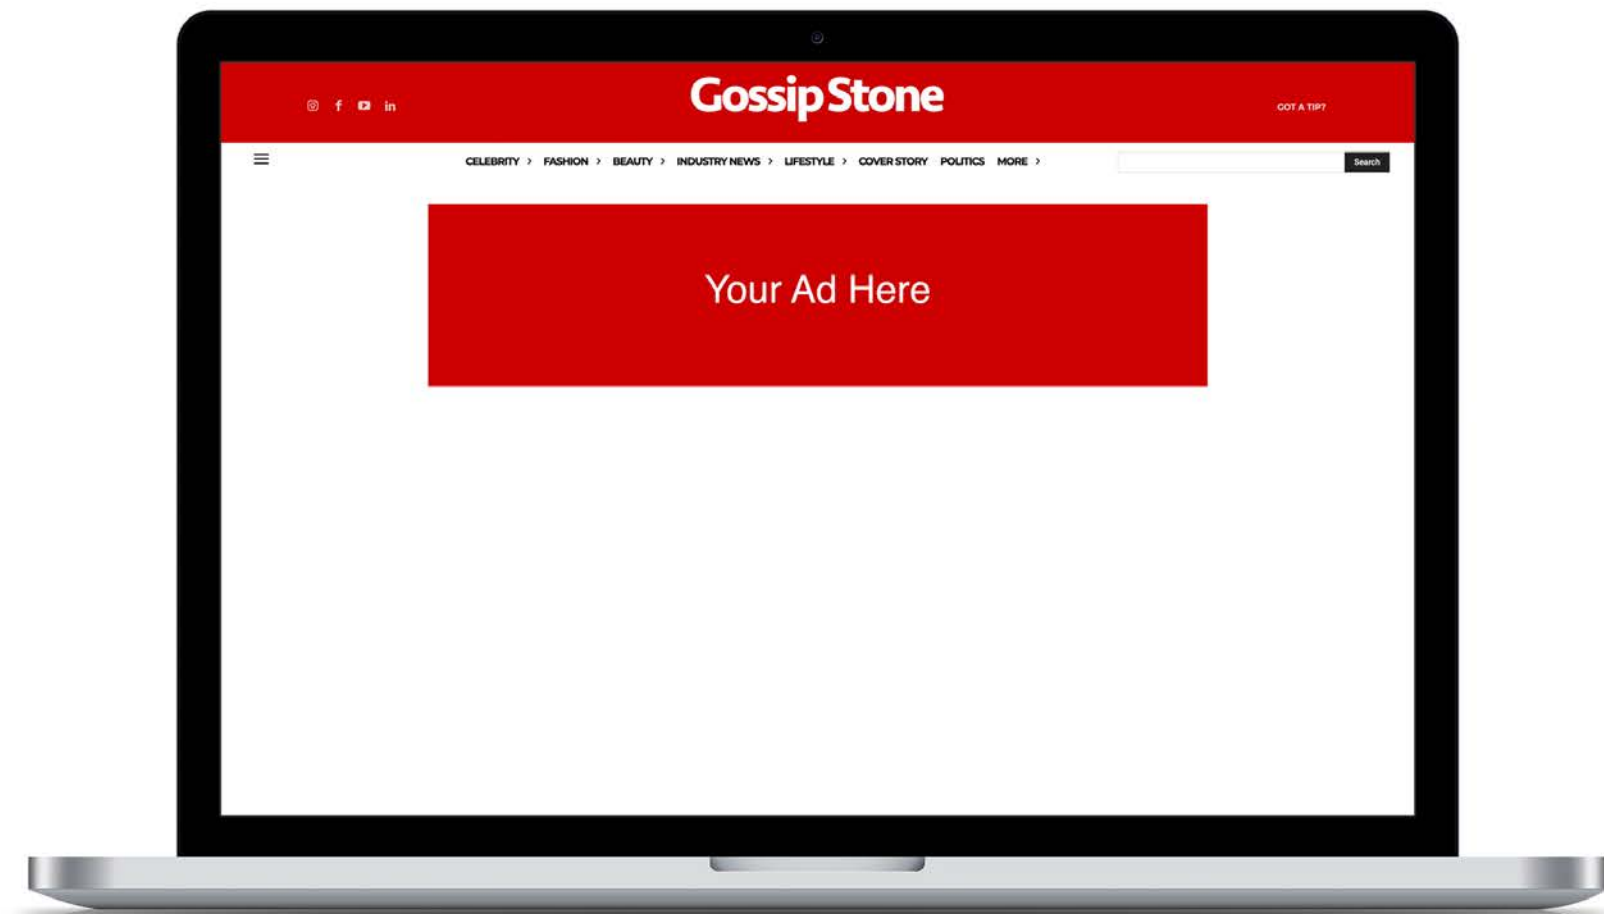 Gossip Stone
GOT A TIP?
CELEBRITY > FASHION > BEAUTY > INDUSTRY NEWS > LIFESTYLE > COVER STORY POLITICS MORE >
Search
Your Ad Here